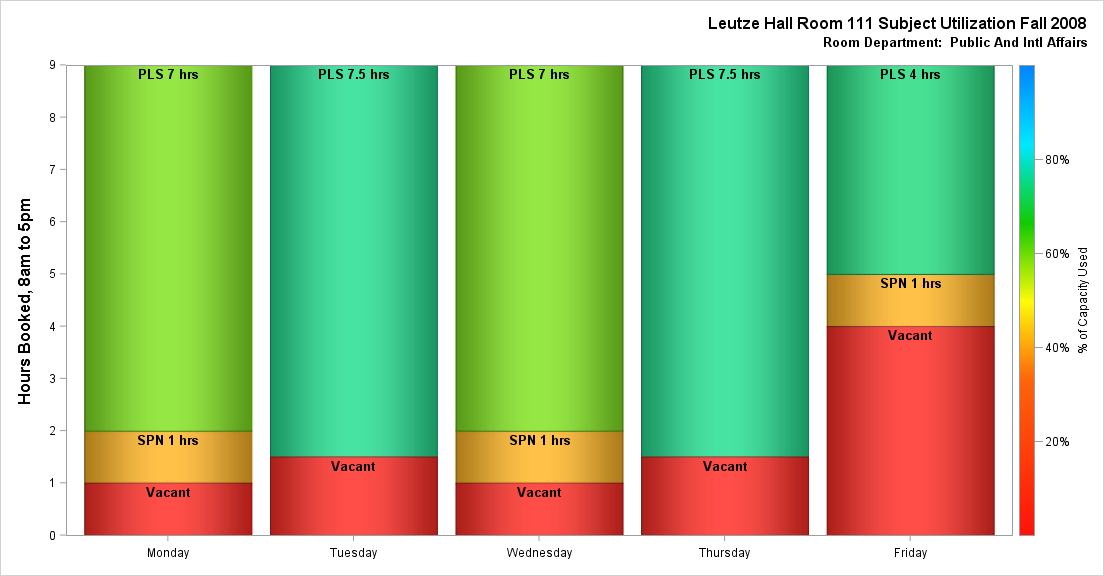 Leutze Hall Room 111 Subject Utilization Fall 2008
Room Department:  Public And Intl Affairs
Hours Booked, 8am to 5pm
9
8
7
6
5
4
3
2
1
0
PLS 7 hrs
SPN 1 hrs
Vacant
PLS 7.5 hrs
Vacant
PLS 7 hrs
SPN 1 hrs
Vacant
PLS 7.5 hrs
Vacant
PLS 4 hrs
SPN 1 hrs
Vacant
Monday
Tuesday
Wednesday
Thursday
Friday
80%
60%
40%
20%
% of Capacity Used